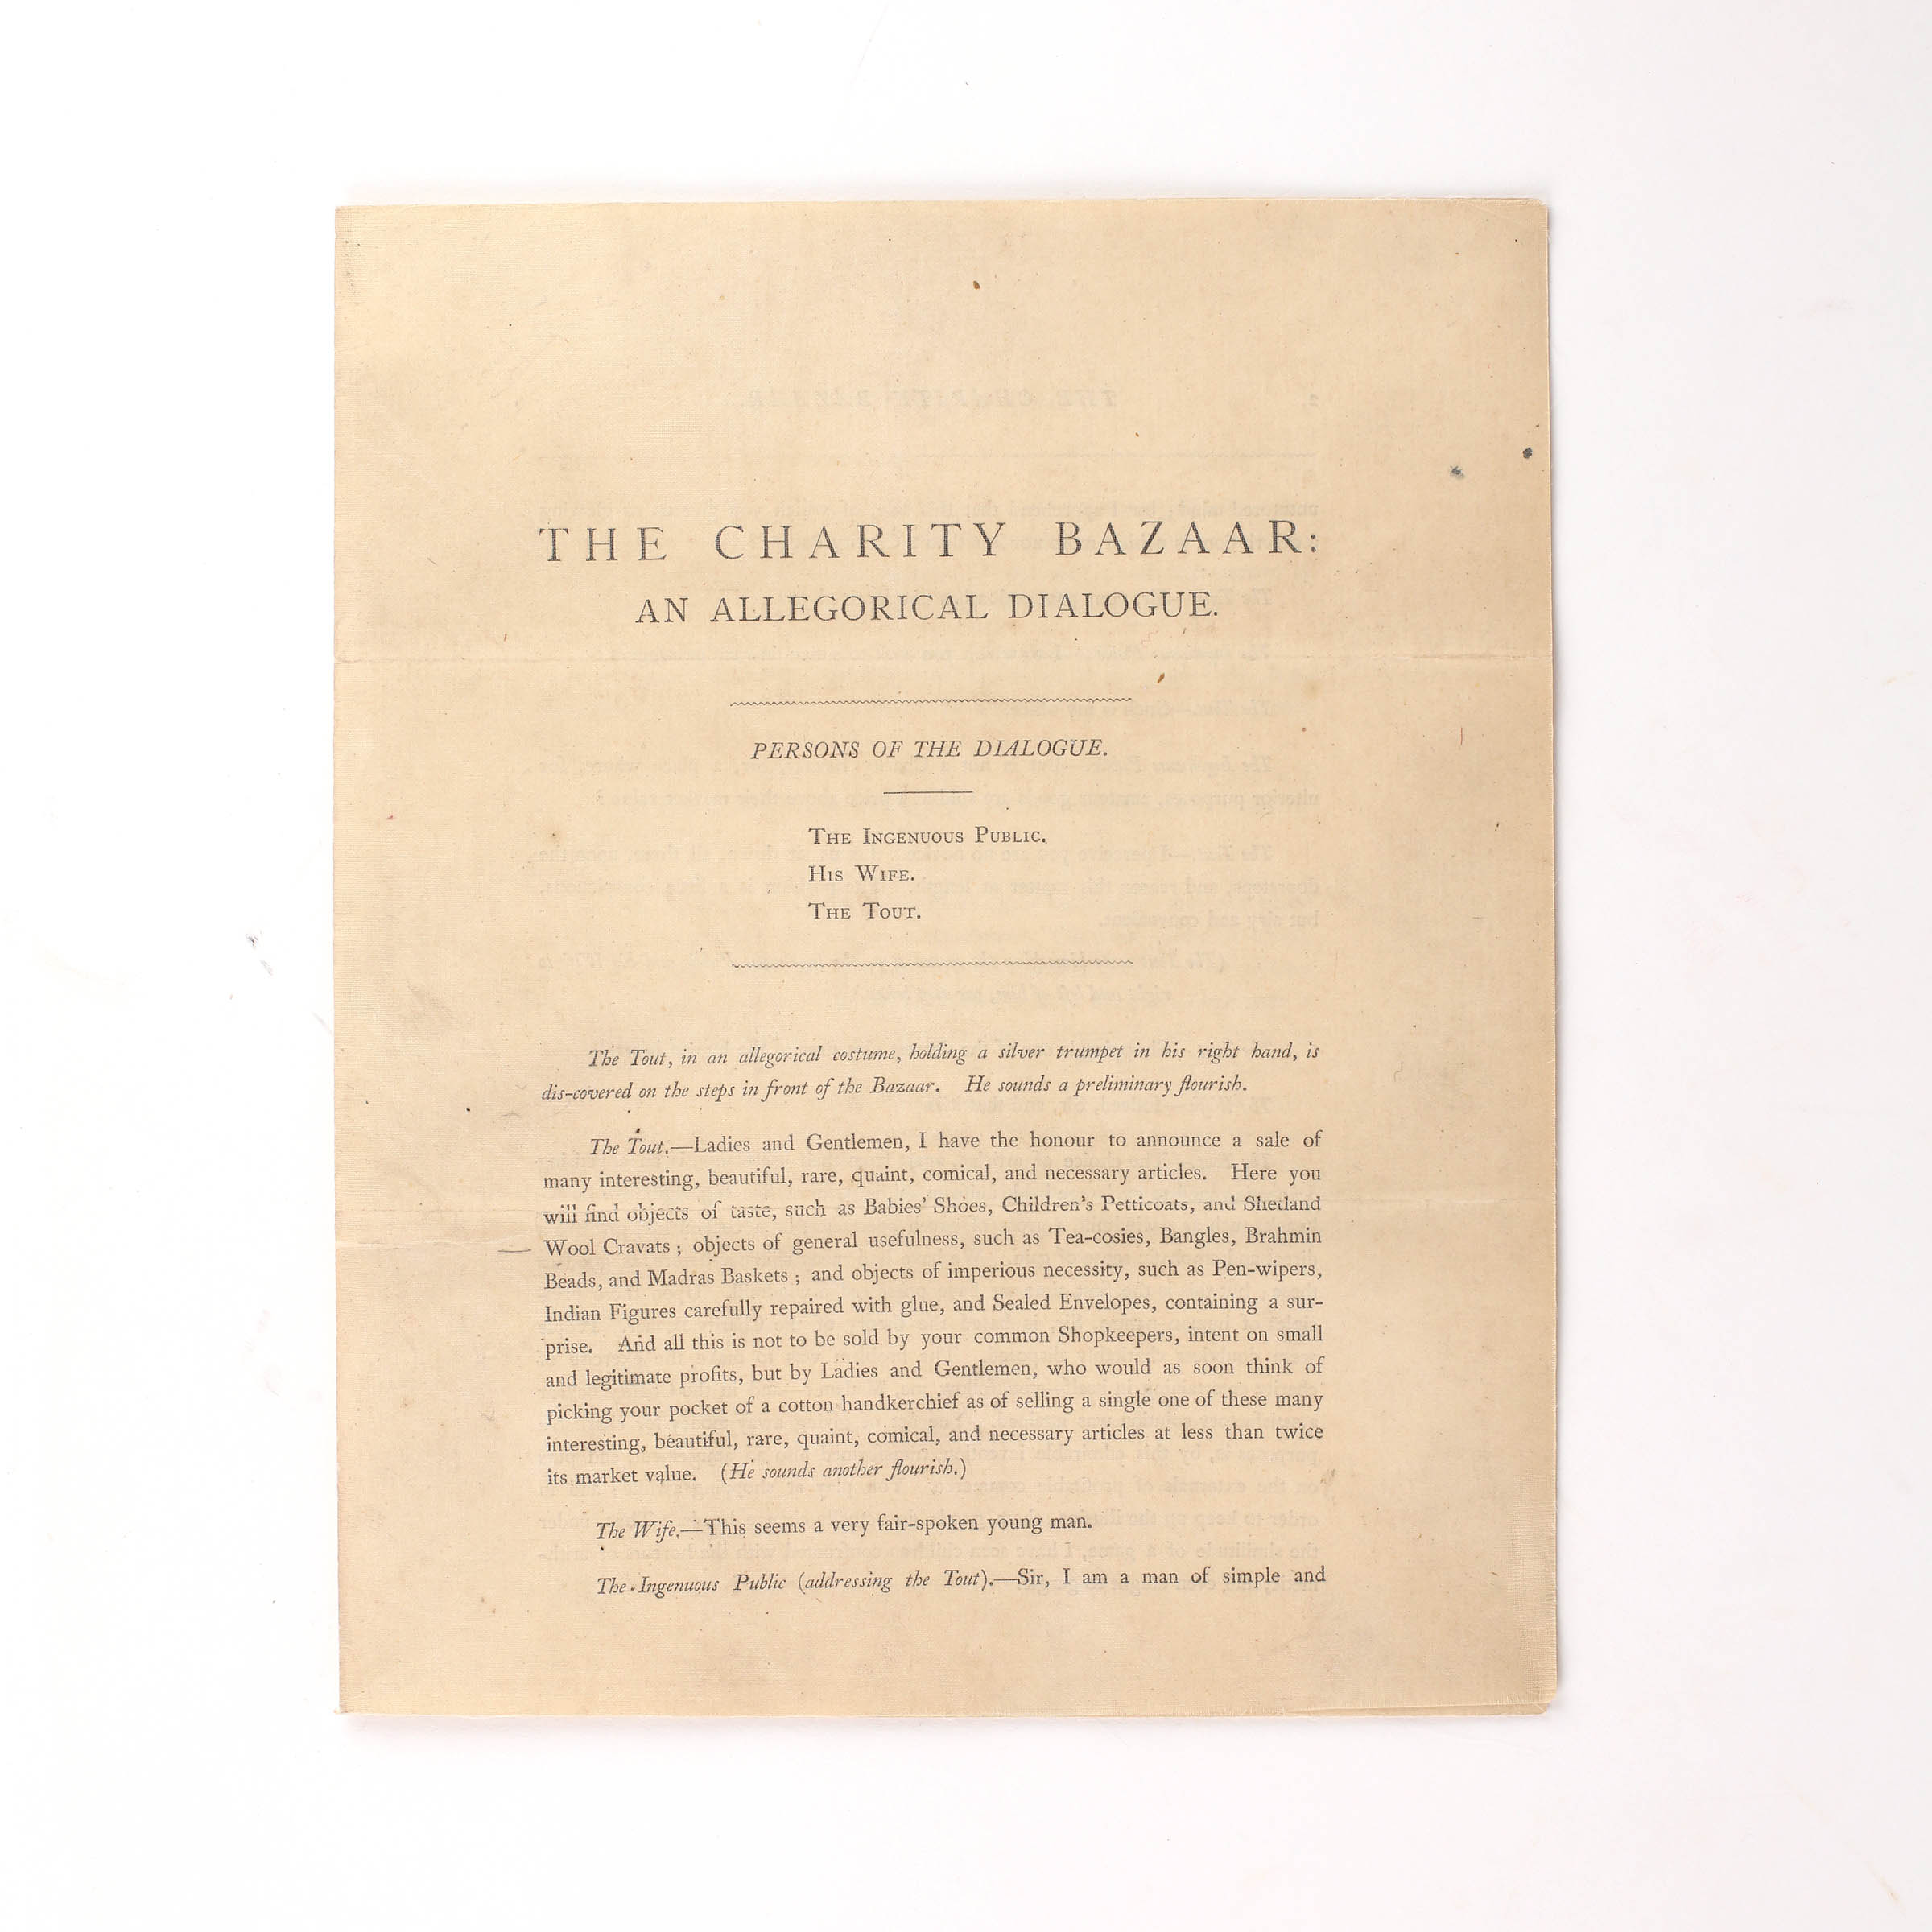 THE CHARITY BAZAAR:
AN ALLEGORICAL DIALOGUE.
PERSONS OF THE DIALOGUE.
The Ingenuous Public.
His Wife.
The Tout.
The Tout, in an allegorical costume, holding a silver trumpet in his right hand, is
dis-covered on the steps in front of the Bazaar. He sounds a preliminary flourish.
The Tout.—Ladies and Gentlemen, I have the honour to announce a sale of
many interesting, beautiful, rare, quaint, comical, and necessary articles. Here you
will find objects of taste, such as Babies' Shoes, Children's Petticoats, and Shetland
Wool Cravats ; objects of general usefulness, such as Tea-cosies, Bangles, Brahmin
Beads, and Madras Baskets ; and objects of imperious necessity, such as Pen-wipers,
Indian Figures carefully repaired with glue, and Sealed Envelopes, containing a sur-
prise. And all this is not to be sold by your common Shopkeepers, intent on small
and legitimate profits, but by Ladies and Gentlemen, who would as soon think of
picking your pocket of a cotton handkerchief as of selling a single one of these many
interesting, beautiful, rare, quaint, comical, and necessary articles at less than twice
its market value. (He sounds another flourish.)
The Wife.—This seems a very fair-spoken young man.
The Ingenuous Public (addressing the Tout).—Sir, I am a man of simple and